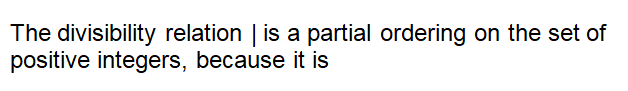 The divisibility relation | is a partial ordering on the set of
positive integers, because it is